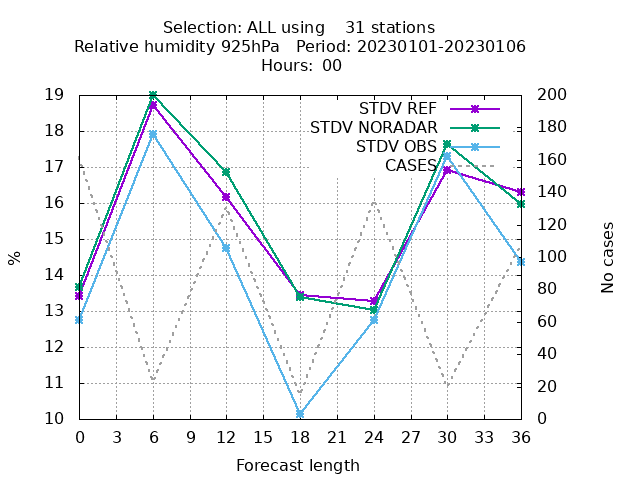 Selection: ALL using    31 stations
Relative humidity 925hPa   Period: 20230101-20230106
Hours: 00
STDV REF
STDV NORADAR
STDV OBS
CASES
%
19
18
17
16
15
14
13
12
11
10
200
180
160
140
120
100
80
60
40
20
0
No cases
0 3 6 9 12 15 18 21 24 27 30 33 36
Forecast length